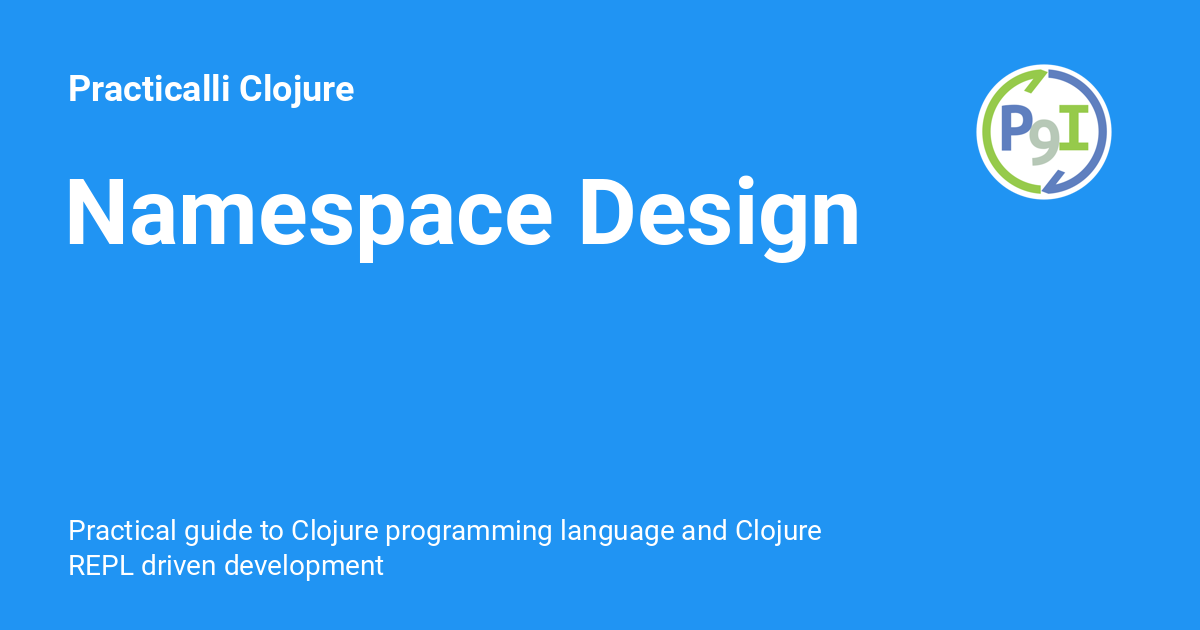 Practicalli Clojure
P9I
Namespace Design
Practical guide to Clojure programming language and Clojure
REPL driven development